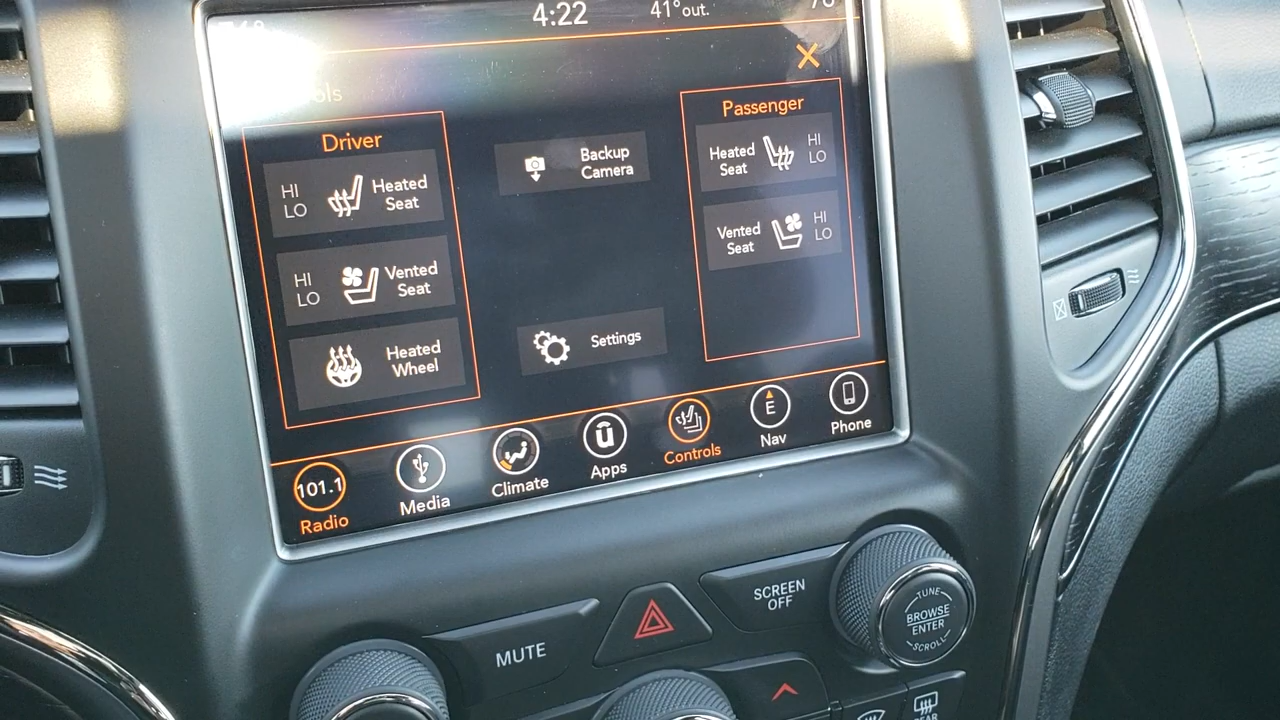 4:22
41° out.
Driver
HI
LO
Heated
Seat
HI
LO
Vented
Seat
Heated
Wheel
Backup
Camera
Settings
Passenger
Heated
Seat
HI
LO
Vented
Seat
HI
LO
101.1
Radio
Media
Climate
Apps
Controls
E
Nav
Phone
MUTE
SCREEN
OFF
TUNE
BROWSE
ENTER
SCROLL
REAR